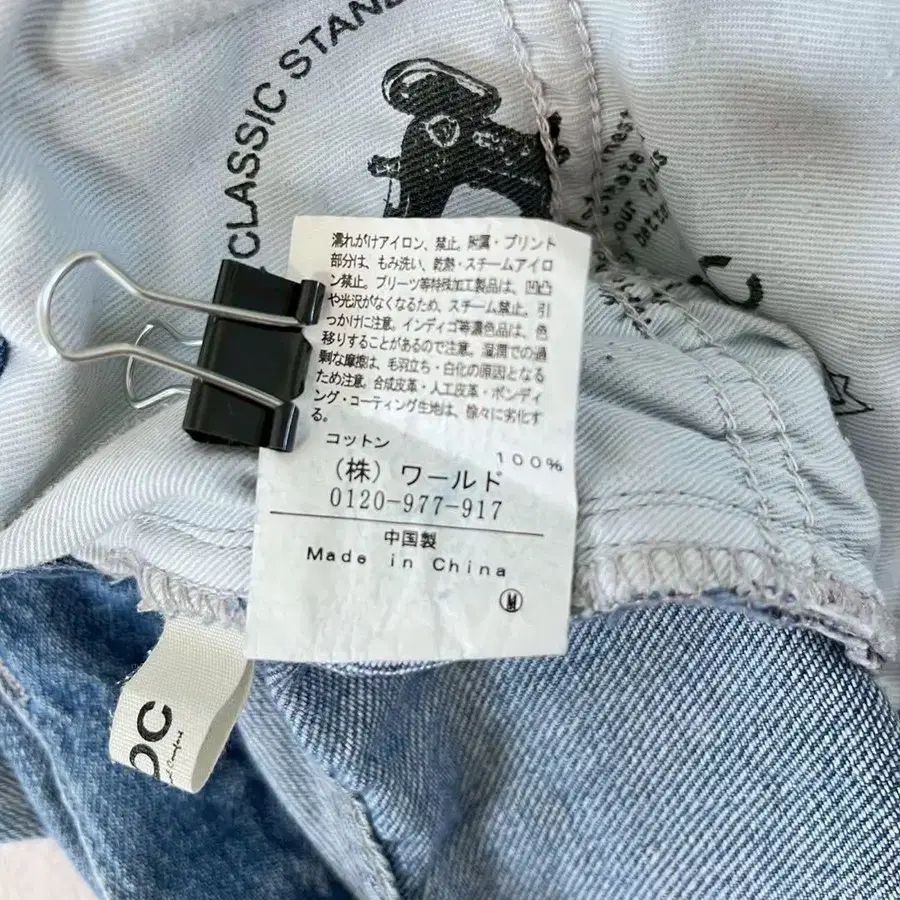 CLASSIC STAN
濡れがけアイロン、禁止。附属・プリント
部分は、もみ洗い、乾熱・スチームアイロ
ン禁止。プリーツ等特殊加工製品は、凹凸
や光沢がなくなるため、スチーム禁止。引
っかけに注意。インディゴ等濃色品は、色
移りすることがあるので注意。湿潤での過
剰な摩擦は、毛羽立ち・白化の原因となる
ため注意。合成皮革・人工皮革・ボンディ
ング・コーティング生地は、徐々に劣化す
る。
コットン 100%
(株)ワールド
0120-977-917
中国製
Made in China
M
our
bett
OC
Comfort